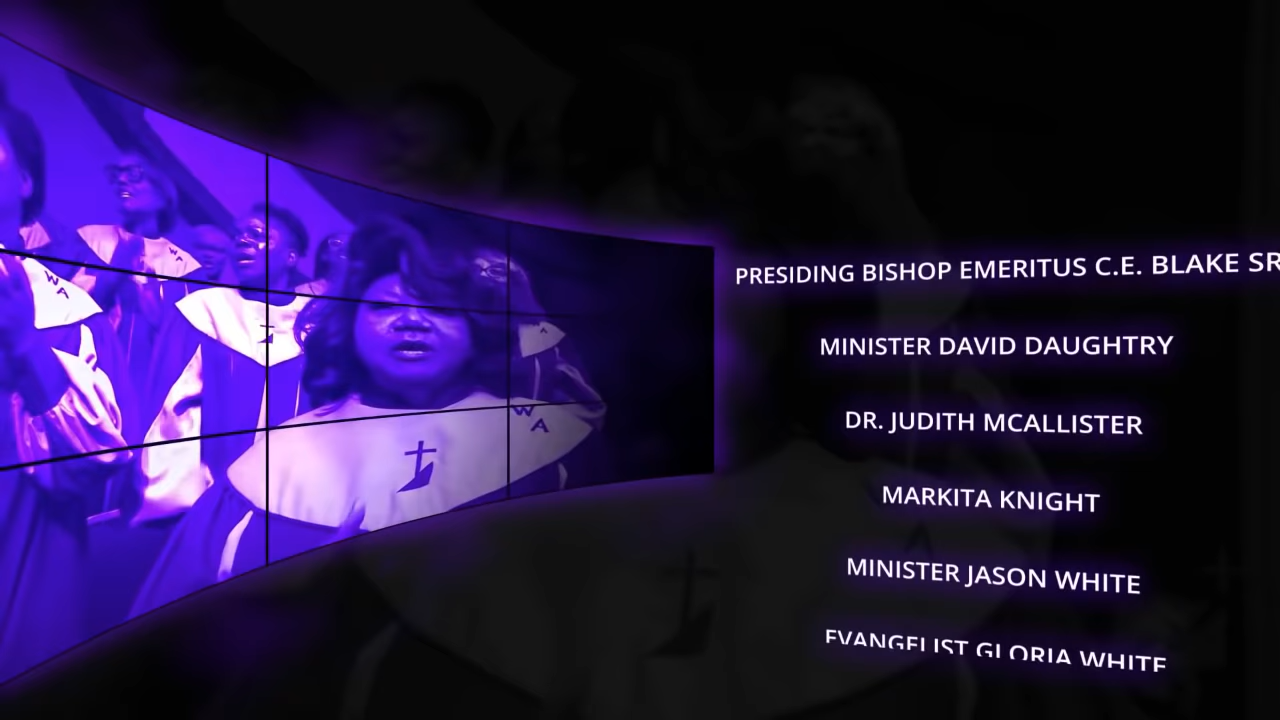 PRESIDING BISHOP EMERITUS C.E. BLAKE SR
MINISTER DAVID DAUGHTRY
DR. JUDITH MCALLISTER
MARKITA KNIGHT
MINISTER JASON WHITE
EVANGELIST GLORIA WHITE
W A
W A